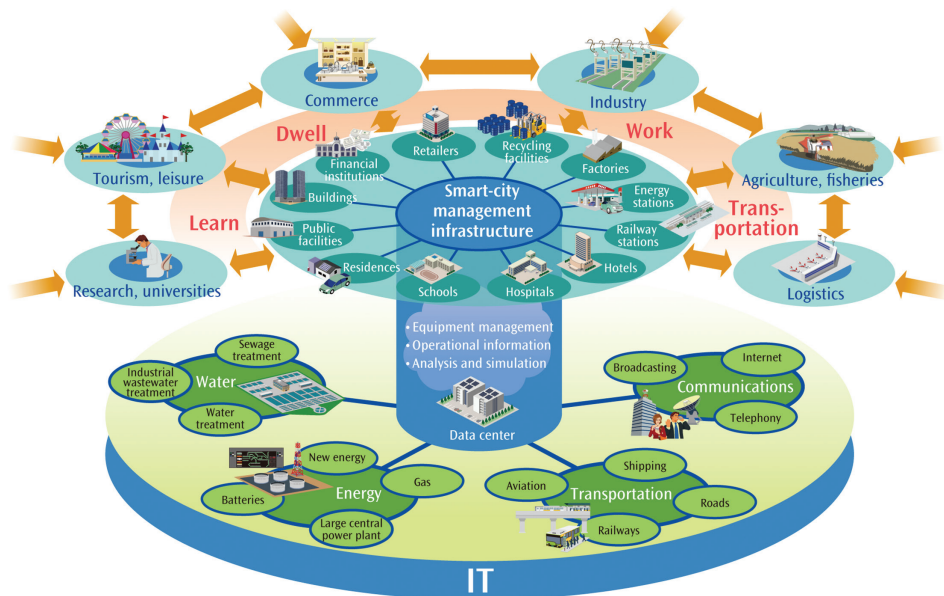 Commerce
Industry
Dwell
Work
Tourism, leisure
Agriculture, fisheries
Learn
Trans-
portation
Research, universities
Logistics
Retailers
Recycling
facilities
Financial
institutions
Factories
Buildings
Energy
stations
Public
facilities
Railway
stations
Residences
Hotels
Schools
Hospitals
Smart-city
management
infrastructure
• Equipment management
• Operational information
• Analysis and simulation
Data center
Sewage
treatment
Industrial
wastewater
treatment
Water
Water
treatment
Broadcasting
Internet
Communications
Telephony
New energy
Batteries
Energy
Gas
Large central
power plant
Shipping
Aviation
Transportation
Roads
Railways
IT